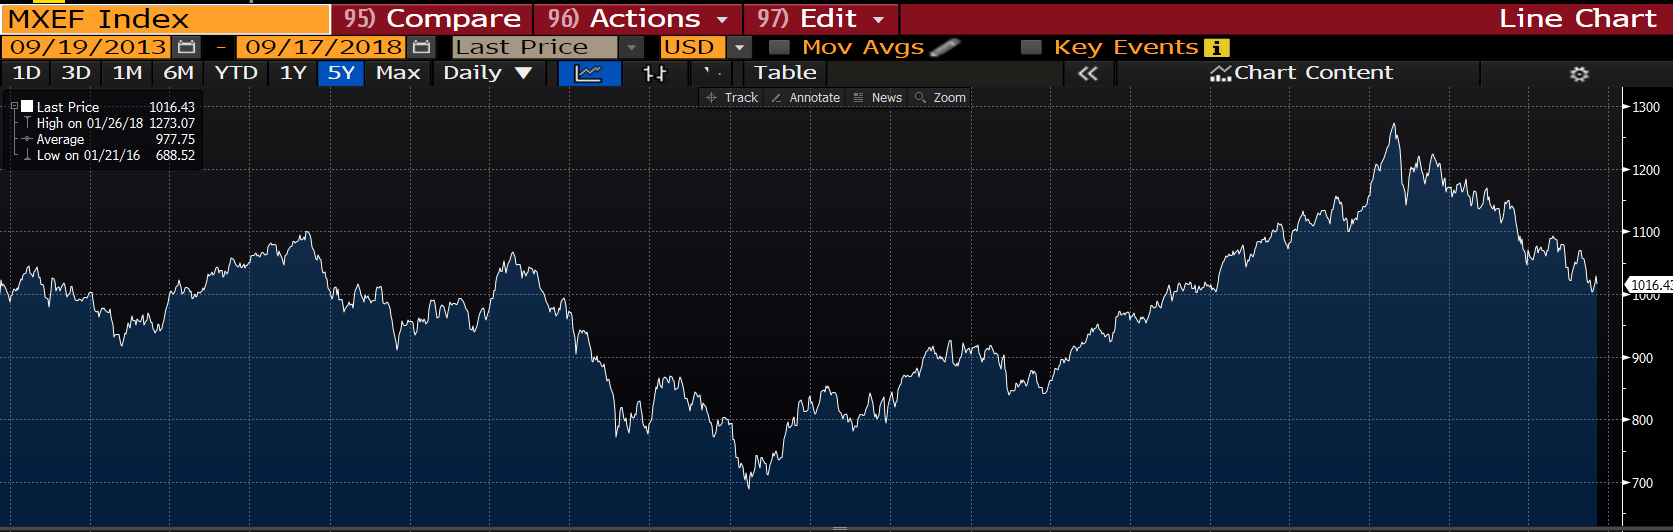 MXEF Index 95) Compare 96) Actions 97) Edit Line Chart
09/19/2013 - 09/17/2018 Last Price USD Mov Avgs Key Events i
1D 3D 1M 6M YTD 1Y 5Y Max Daily Table Chart Content
Track Annotate News Zoom
Last Price 1016.43
High on 01/26/18 1273.07
Average 977.75
Low on 01/21/16 688.52
1300
1200
1100
1016.43
1000
900
800
700